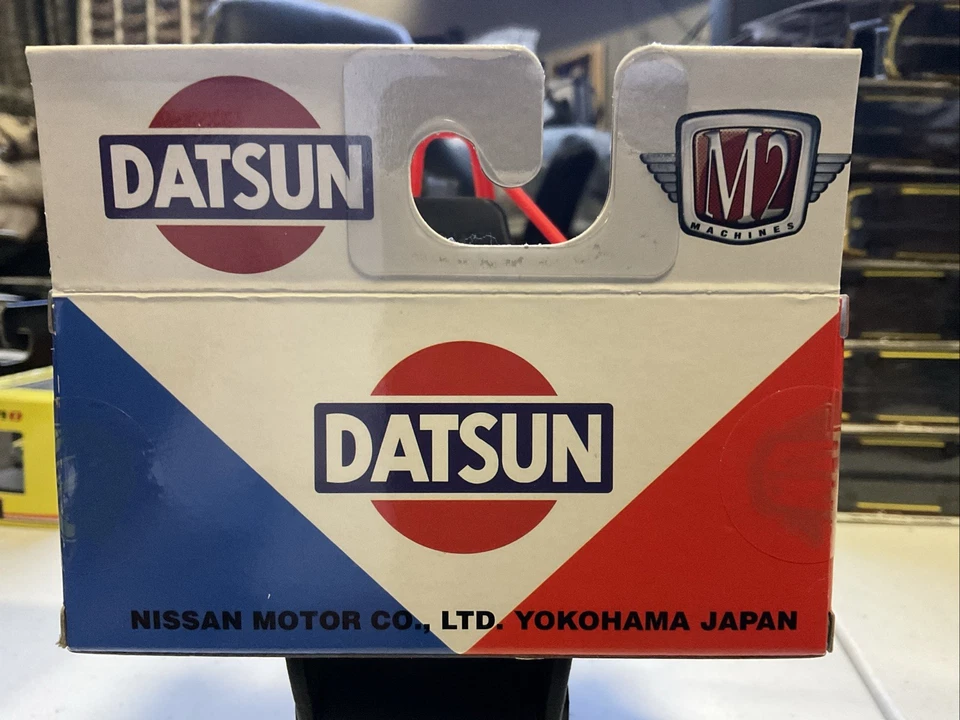 DATSUN
M2
MACHINES
DATSUN
NISSAN MOTOR CO., LTD. YOKOHAMA JAPAN